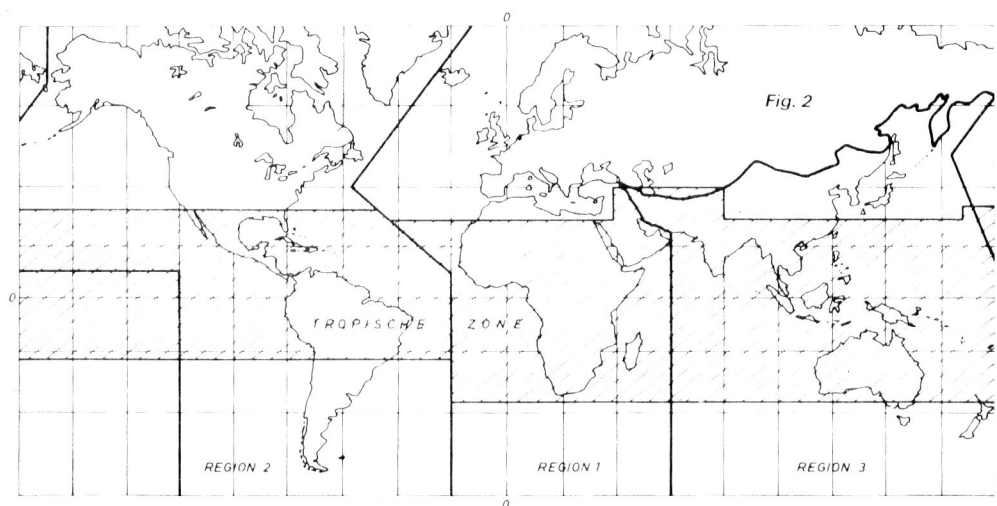 0
Fig. 2
0
TROPISCHE ZONE
REGION 2
REGION 1
REGION 3
0